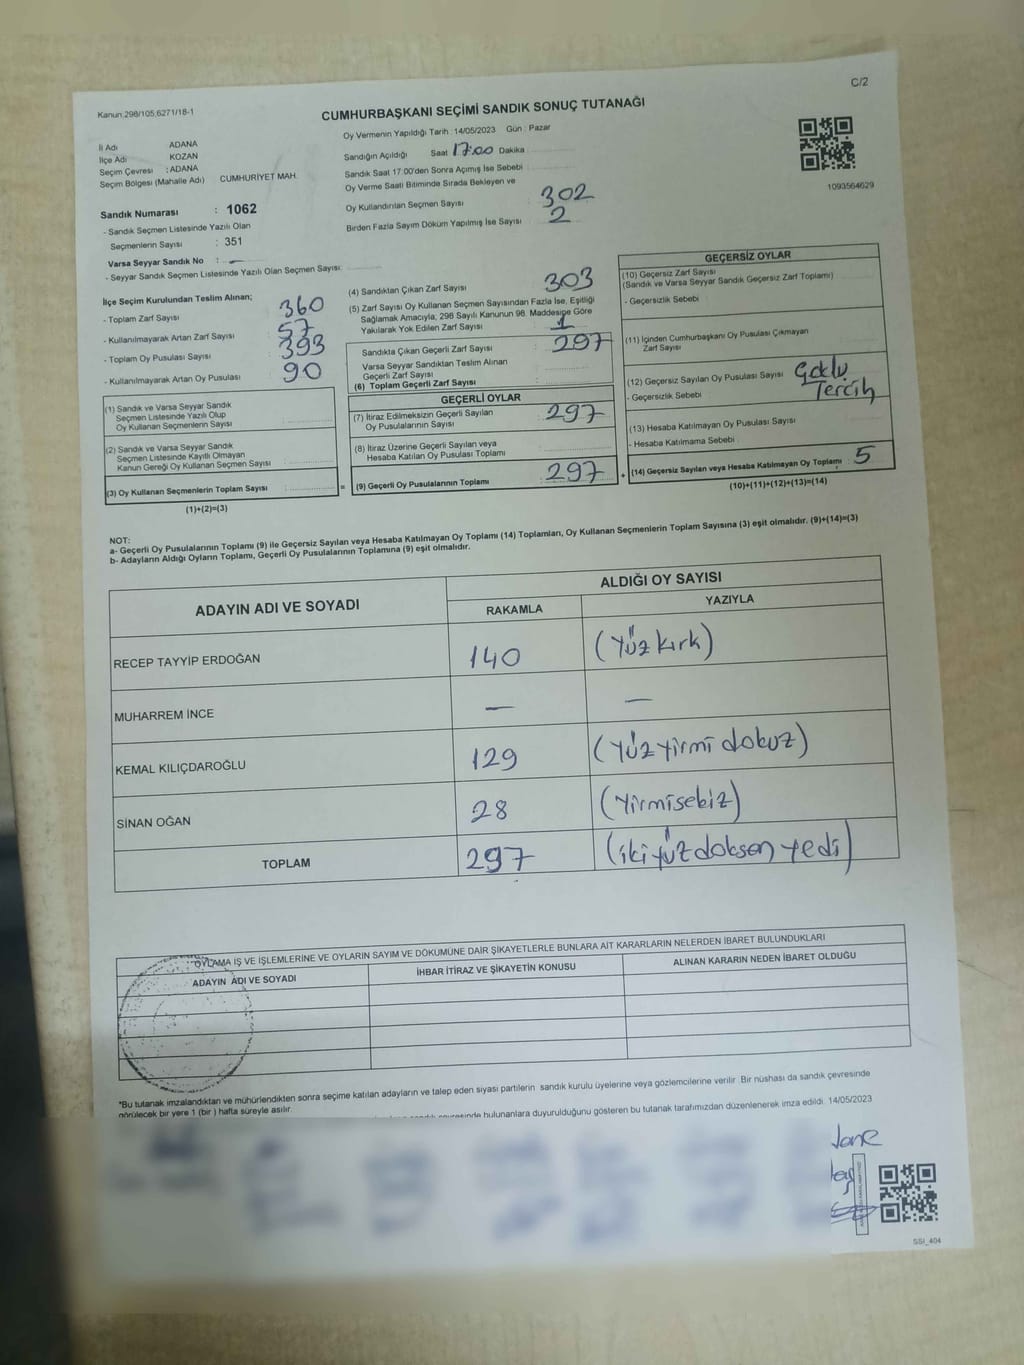 C/2
Kanun 298/105,6271/18-1
CUMHURBAŞKANI SEÇİMİ SANDIK SONUÇ TUTANAĞI
Oy Vermenin Yapıldığı Tarih : 14/05/2023 Gün : Pazar
İl Adı ADANA
İlçe Adı KOZAN
Seçim Çevresi : ADANA
Seçim Bölgesi (Mahalle Adı) CUMHURİYET MAH.
Sandığın Açıldığı Saat 17:00 Dakika
Sandık Saat 17:00'den Sonra Açımış İse Sebebi
Oy Verme Saati Bitiminde Sırada Bekleyen ve
Oy Kullandırılan Seçmen Sayısı : 302
Birden Fazla Sayım Döküm Yapılmış İse Sayısı : 2
1093564629
Sandık Numarası : 1062
- Sandık Seçmen Listesinde Yazılı Olan
Seçmenlerin Sayısı : 351
Varsa Seyyar Sandık No : —
- Seyyar Sandık Seçmen Listesinde Yazılı Olan Seçmen Sayısı:
İlçe Seçim Kurulundan Teslim Alınan;
- Toplam Zarf Sayısı : 360
- Kullanılmayarak Artan Zarf Sayısı : 57
- Toplam Oy Pusulası Sayısı : 393
- Kullanılmayarak Artan Oy Pusulası : 90
(1) Sandık ve Varsa Seyyar Sandık
Seçmen Listesinde Yazılı Olup
Oy Kullanan Seçmenlerin Sayısı
(2) Sandık ve Varsa Seyyar Sandık
Seçmen Listesinde Kayıtlı Olmayan
Kanun Gereği Oy Kullanan Seçmen Sayısı
(3) Oy Kullanan Seçmenlerin Toplam Sayısı
(1)+(2)=(3)
(4) Sandıktan Çıkan Zarf Sayısı : 303
(5) Zarf Sayısı Oy Kullanan Seçmen Sayısından Fazla İse, Eşitliği
Sağlamak Amacıyla, 298 Sayılı Kanunun 98. Maddesine Göre
Yakılarak Yok Edilen Zarf Sayısı : 1
Sandıkta Çıkan Geçerli Zarf Sayısı : 297
Varsa Seyyar Sandıktan Teslim Alınan
Geçerli Zarf Sayısı
(6) Toplam Geçerli Zarf Sayısı
GEÇERLİ OYLAR
(7) İtiraz Edilmeksizin Geçerli Sayılan
Oy Pusulalarının Sayısı : 297
(8) İtiraz Üzerine Geçerli Sayılan veya
Hesaba Katılan Oy Pusulası Toplamı
= (9) Geçerli Oy Pusulalarının Toplamı : 297 +
GEÇERSİZ OYLAR
(10) Geçersiz Zarf Sayısı
(Sandık ve Varsa Seyyar Sandık Geçersiz Zarf Toplamı)
- Geçersizlik Sebebi :
(11) İçinden Cumhurbaşkanı Oy Pusulası Çıkmayan
Zarf Sayısı
(12) Geçersiz Sayılan Oy Pusulası Sayısı : Çoklu
- Geçersizlik Sebebi : Tercih
(13) Hesaba Katılmayan Oy Pusulası Sayısı
- Hesaba Katılmama Sebebi :
(14) Geçersiz Sayılan veya Hesaba Katılmayan Oy Toplamı : 5
(10)+(11)+(12)+(13)=(14)
NOT:
a- Geçerli Oy Pusulalarının Toplamı (9) ile Geçersiz Sayılan veya Hesaba Katılmayan Oy Toplamı (14) Toplamları, Oy Kullanan Seçmenlerin Toplam Sayısına (3) eşit olmalıdır. (9)+(14)=(3)
b- Adayların Aldığı Oyların Toplamı, Geçerli Oy Pusulalarının Toplamına (9) eşit olmalıdır.
ADAYIN ADI VE SOYADI
ALDIĞI OY SAYISI
RAKAMLA YAZIYLA
RECEP TAYYİP ERDOĞAN 140 (Yüz kırk)
MUHARREM İNCE — —
KEMAL KILIÇDAROĞLU 129 (Yüz yirmi dokuz)
SİNAN OĞAN 28 (Yirmisekiz)
TOPLAM 297 (iki yüz doksan yedi)
OYLAMA İŞ VE İŞLEMLERİNE VE OYLARIN SAYIM VE DÖKÜMÜNE DAİR ŞİKAYETLERLE BUNLARA AİT KARARLARIN NELERDEN İBARET BULUNDUKLARI
ADAYIN ADI VE SOYADI İHBAR İTİRAZ VE ŞİKAYETİN KONUSU ALINAN KARARIN NEDEN İBARET OLDUĞU
*Bu tutanak imzalandıktan ve mühürlendikten sonra seçime katılan adayların ve talep eden siyasi partilerin sandık kurulu üyelerine veya gözlemcilerine verilir. Bir nüshası da sandık çevresinde
görülecek bir yere 1 (bir) hafta süreyle asılır.
bulunanlara duyurulduğunu gösteren bu tutanak tarafımızdan düzenlenerek imza edildi. 14/05/2023
SSI_404